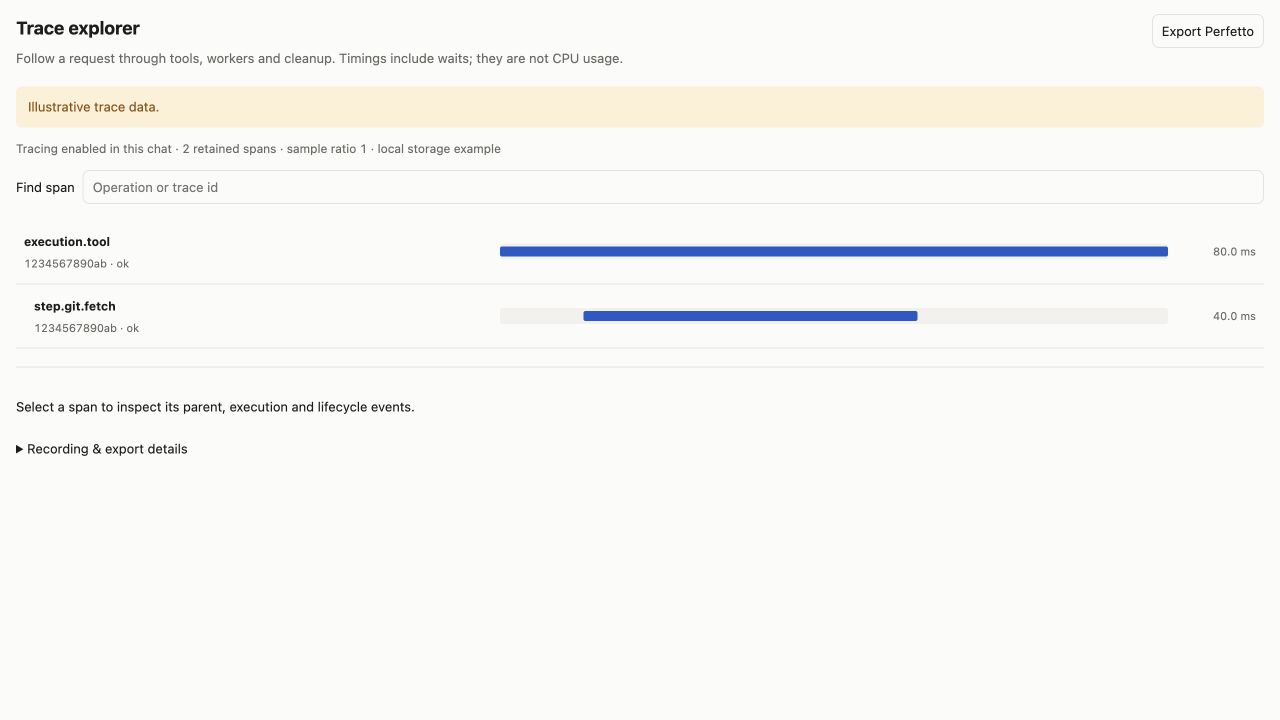 Trace explorer
Export Perfetto
Follow a request through tools, workers and cleanup. Timings include waits; they are not CPU usage.
Illustrative trace data.
Tracing enabled in this chat · 2 retained spans · sample ratio 1 · local storage example
Find span
Operation or trace id
execution.tool
1234567890ab · ok
80.0 ms
step.git.fetch
1234567890ab · ok
40.0 ms
Select a span to inspect its parent, execution and lifecycle events.
Recording & export details